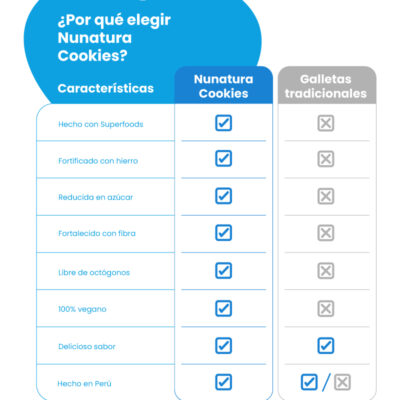 ¿Por qué elegir
Nunatura
Cookies?
Características
Nunatura
Cookies
Galletas
tradicionales
Hecho con Superfoods
Fortificado con hierro
Reducida en azúcar
Fortalecido con fibra
Libre de octógonos
100% vegano
Delicioso sabor
Hecho en Perú
/